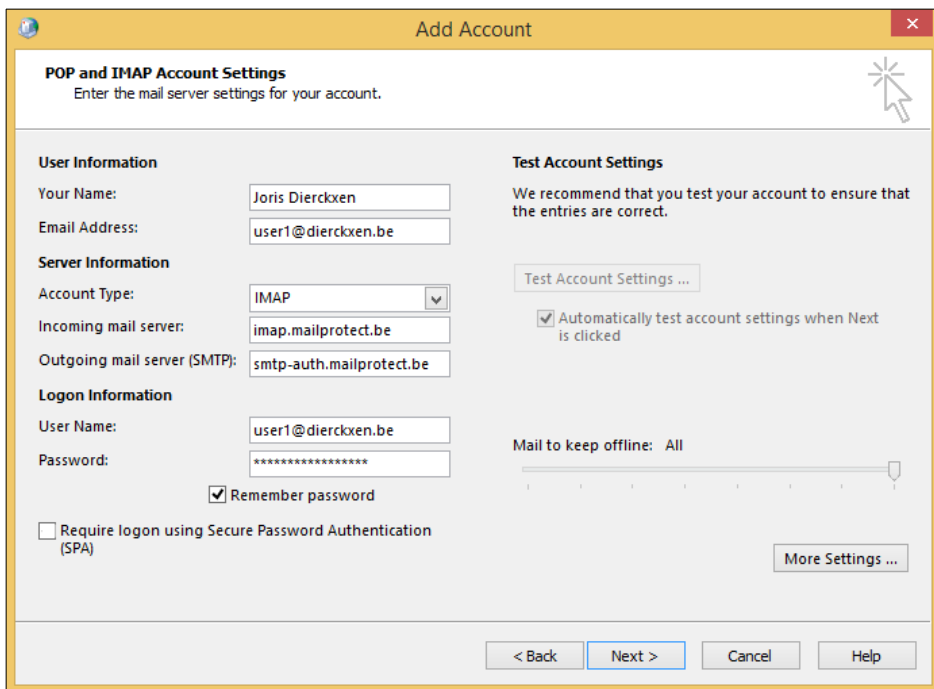 Add Account
POP and IMAP Account Settings
Enter the mail server settings for your account.
User Information
Your Name:
Joris Dierckxen
Email Address:
user1@dierckxen.be
Server Information
Account Type:
IMAP
Incoming mail server:
imap.mailprotect.be
Outgoing mail server (SMTP):
smtp-auth.mailprotect.be
Logon Information
User Name:
user1@dierckxen.be
Password:
*****************
Remember password
Require logon using Secure Password Authentication
(SPA)
Test Account Settings
We recommend that you test your account to ensure that
the entries are correct.
Test Account Settings ...
Automatically test account settings when Next
is clicked
Mail to keep offline: All
More Settings ...
< Back
Next >
Cancel
Help